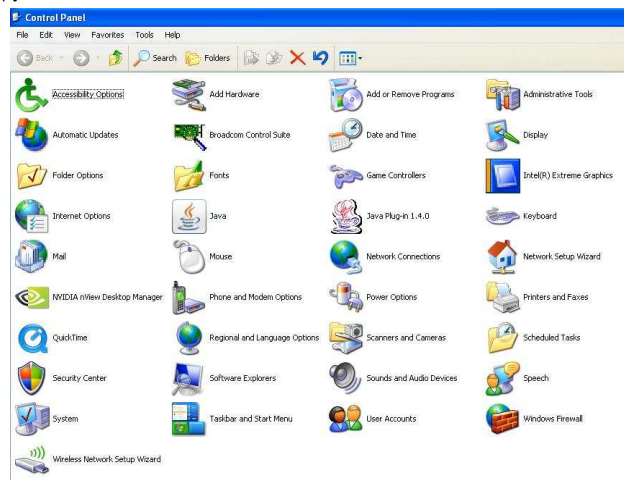 Control Panel
File Edit View Favorites Tools Help
Back Search Folders
Accessibility Options Add Hardware Add or Remove Programs Administrative Tools
Automatic Updates Broadcom Control Suite Date and Time Display
Folder Options Fonts Game Controllers Intel(R) Extreme Graphics
Internet Options Java Java Plug-in 1.4.0 Keyboard
Mail Mouse Network Connections Network Setup Wizard
NVIDIA nView Desktop Manager Phone and Modem Options Power Options Printers and Faxes
QuickTime Regional and Language Options Scanners and Cameras Scheduled Tasks
Security Center Software Explorers Sounds and Audio Devices Speech
System Taskbar and Start Menu User Accounts Windows Firewall
Wireless Network Setup Wizard